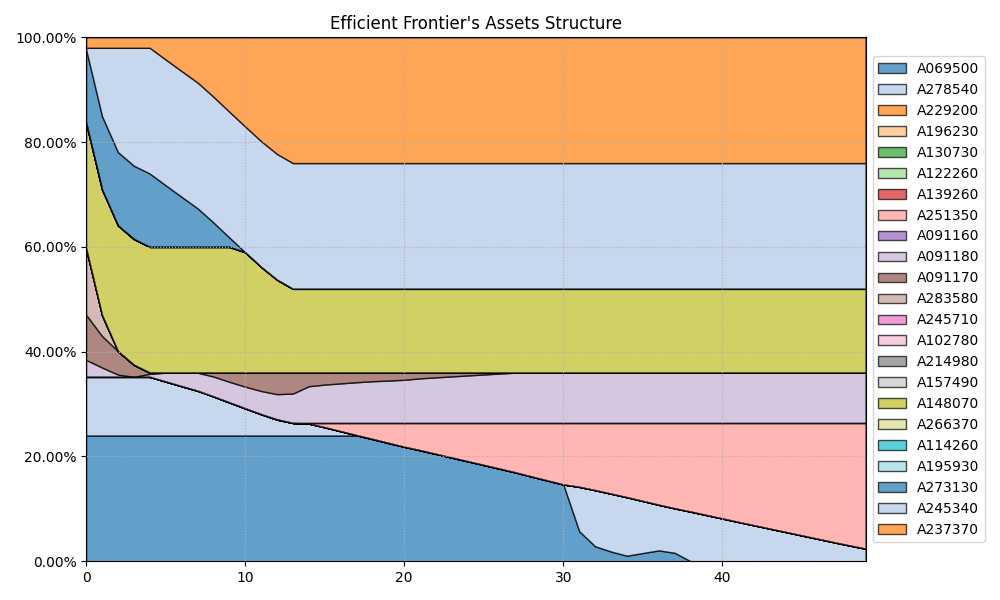 Efficient Frontier's Assets Structure
100.00%
80.00%
60.00%
40.00%
20.00%
0.00%
0
10
20
30
40
A069500
A278540
A229200
A196230
A130730
A122260
A139260
A251350
A091160
A091180
A091170
A283580
A245710
A102780
A214980
A157490
A148070
A266370
A114260
A195930
A273130
A245340
A237370